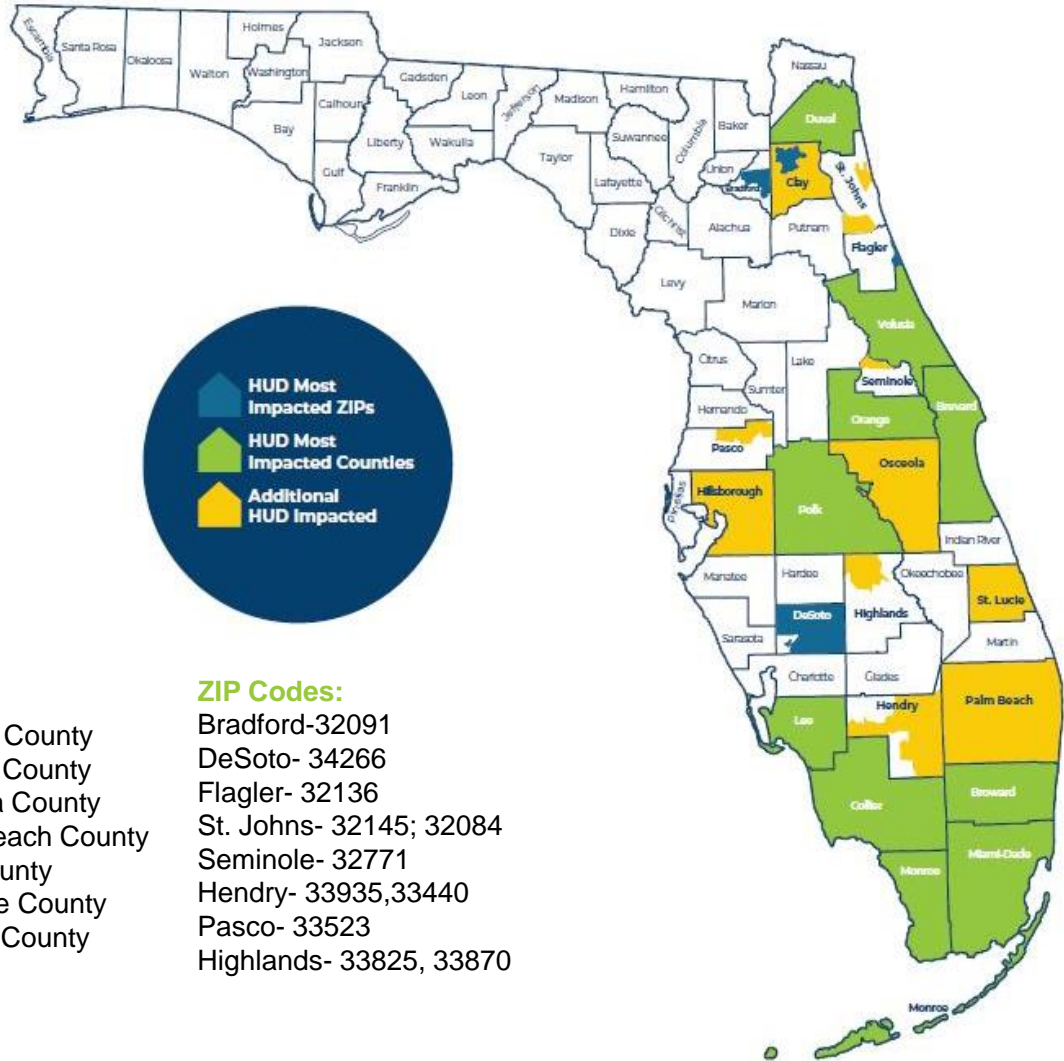 Escambia
Santa Rosa
Okaloosa
Walton
Holmes
Washington
Jackson
Bay
Calhoun
Gulf
Gadsden
Liberty
Franklin
Leon
Wakulla
Jefferson
Madison
Taylor
Hamilton
Suwannee
Lafayette
Dixie
Columbia
Gilchrist
Baker
Union
Bradford
Alachua
Levy
Nassau
Duval
Clay
St. Johns
Putnam
Flagler
Marion
Volusia
Citrus
Sumter
Lake
Seminole
Hernando
Orange
Brevard
Pasco
Pinellas
Hillsborough
Polk
Osceola
Indian River
Manatee
Hardee
Okeechobee
DeSoto
Highlands
St. Lucie
Sarasota
Martin
Charlotte
Glades
Lee
Hendry
Palm Beach
Collier
Broward
Monroe
Miami-Dade
Monroe
HUD Most
Impacted ZIPs
HUD Most
Impacted Counties
Additional
HUD Impacted
County
County
County
each County
County
County
ZIP Codes:
Bradford-32091
DeSoto- 34266
Flagler- 32136
St. Johns- 32145; 32084
Seminole- 32771
Hendry- 33935,33440
Pasco- 33523
Highlands- 33825, 33870